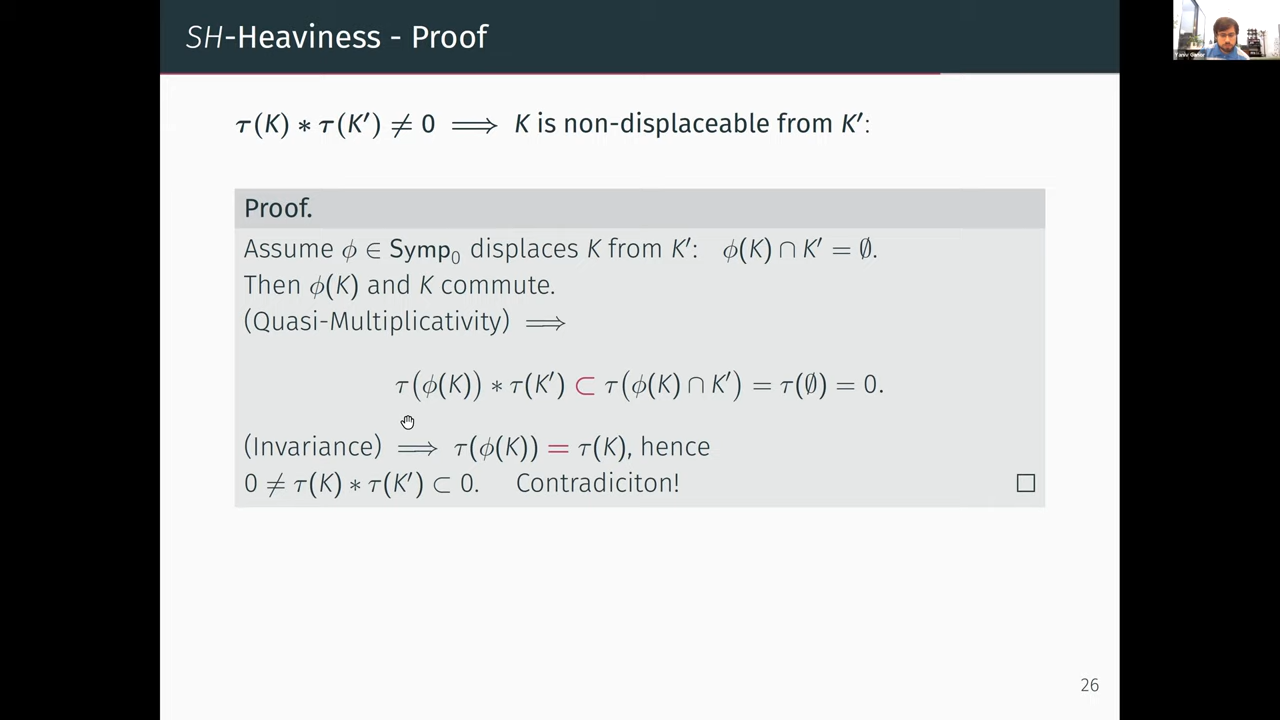 SH-Heaviness - Proof
τ(K) ∗ τ(K′) ≠ 0 ⟹ K is non-displaceable from K′:
Proof.
Assume ϕ ∈ Symp₀ displaces K from K′: ϕ(K) ∩ K′ = ∅.
Then ϕ(K) and K commute.
(Quasi-Multiplicativity) ⟹
τ(ϕ(K)) ∗ τ(K′) ⊂ τ(ϕ(K) ∩ K′) = τ(∅) = 0.
(Invariance) ⟹ τ(ϕ(K)) = τ(K), hence
0 ≠ τ(K) ∗ τ(K′) ⊂ 0. Contradiciton! □
26